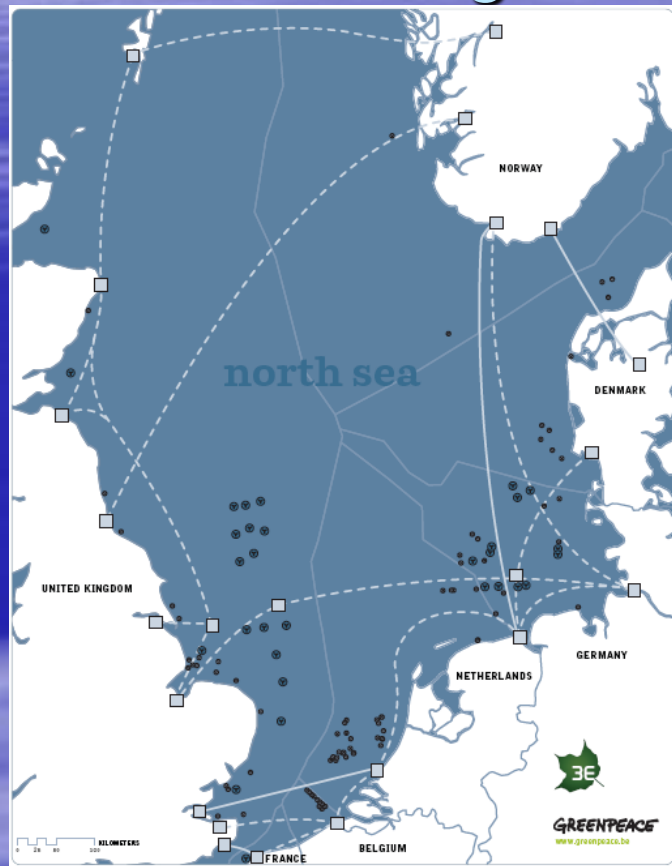 NORWAY
north sea
DENMARK
UNITED KINGDOM
GERMANY
NETHERLANDS
3E
GREENPEACE
www.greenpeace.be
KILOMETERS
FRANCE
BELGIUM